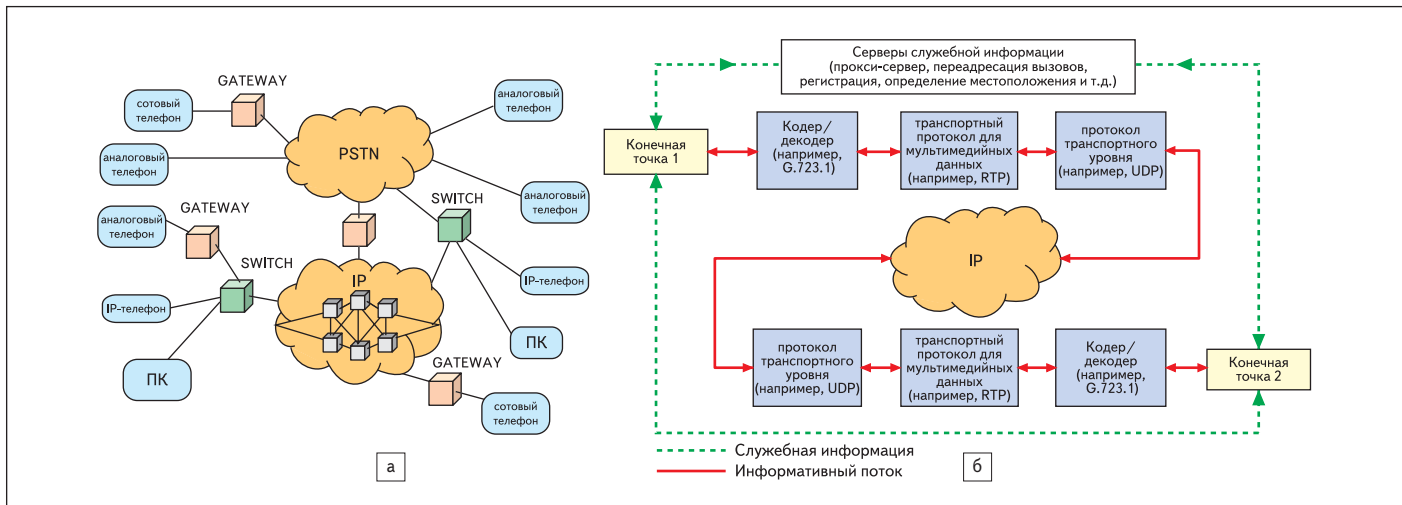 GATEWAY
сотовый
телефон
аналоговый
телефон
PSTN
аналоговый
телефон
аналоговый
телефон
аналоговый
телефон
GATEWAY
SWITCH
SWITCH
IP
IP-телефон
IP-телефон
ПК
ПК
GATEWAY
сотовый
телефон
а
Серверы служебной информации
(прокси-сервер, переадресация вызовов,
регистрация, определение местоположения и т.д.)
Конечная
точка 1
Кодер/
декодер
(например,
G.723.1)
транспортный
протокол для
мультимедийных
данных
(например, RTP)
протокол
транспортного
уровня
(например, UDP)
IP
протокол
транспортного
уровня
(например, UDP)
транспортный
протокол для
мультимедийных
данных
(например, RTP)
Кодер/
декодер
(например,
G.723.1)
Конечная
точка 2
Служебная информация
Информативный поток
б